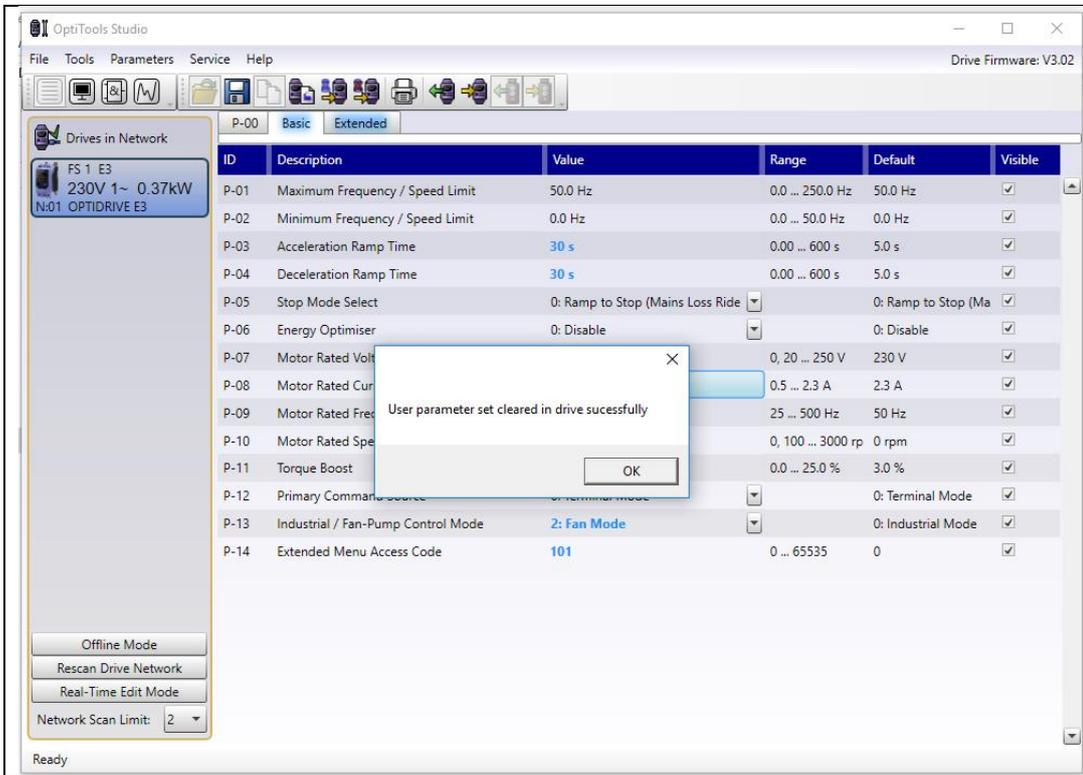 OptiTools Studio
File Tools Parameters Service Help Drive Firmware: V3.02
Drives in Network
FS 1 E3
230V 1~ 0.37kW
N:01 OPTIDRIVE E3
P-00 Basic Extended
ID Description Value Range Default Visible
P-01 Maximum Frequency / Speed Limit 50.0 Hz 0.0 ... 250.0 Hz 50.0 Hz
P-02 Minimum Frequency / Speed Limit 0.0 Hz 0.0 ... 50.0 Hz 0.0 Hz
P-03 Acceleration Ramp Time 30 s 0.00 ... 600 s 5.0 s
P-04 Deceleration Ramp Time 30 s 0.00 ... 600 s 5.0 s
P-05 Stop Mode Select 0: Ramp to Stop (Mains Loss Ride 0: Ramp to Stop (Ma
P-06 Energy Optimiser 0: Disable 0: Disable
P-07 Motor Rated Volt 0, 20 ... 250 V 230 V
P-08 Motor Rated Cur 0.5 ... 2.3 A 2.3 A
P-09 Motor Rated Fred 25 ... 500 Hz 50 Hz
P-10 Motor Rated Spe 0, 100 ... 3000 rp 0 rpm
P-11 Torque Boost 0.0 ... 25.0 % 3.0 %
P-12 Primary Command Source 0: Terminal Mode 0: Terminal Mode
P-13 Industrial / Fan-Pump Control Mode 2: Fan Mode 0: Industrial Mode
P-14 Extended Menu Access Code 101 0 ... 65535 0
User parameter set cleared in drive sucessfully
OK
Offline Mode
Rescan Drive Network
Real-Time Edit Mode
Network Scan Limit: 2
Ready